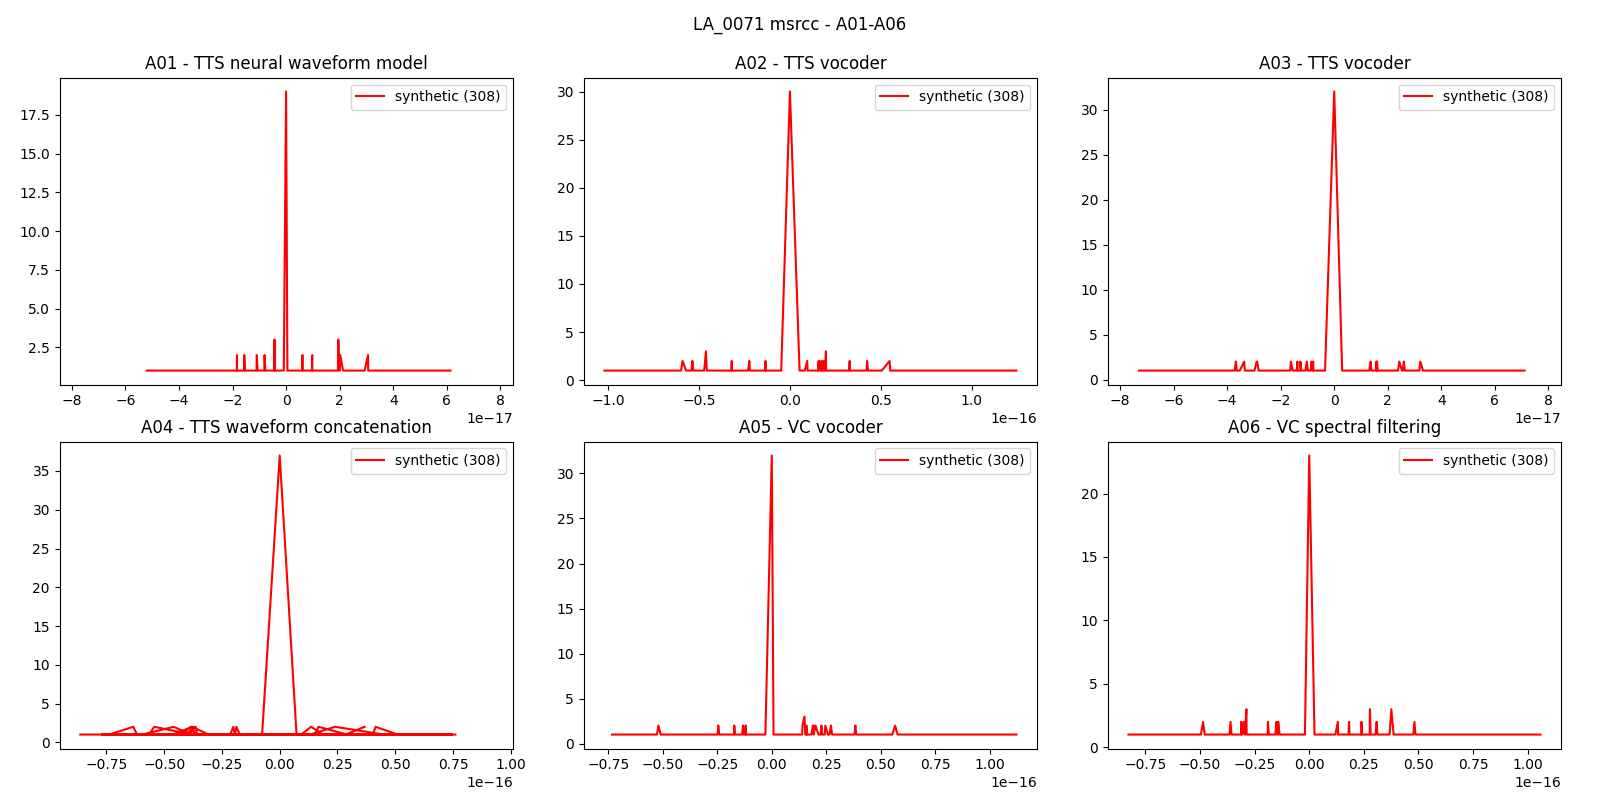 LA_0071 msrcc - A01-A06
A01 - TTS neural waveform model
synthetic (308)
17.5
15.0
12.5
10.0
7.5
5.0
2.5
−8 −6 −4 −2 0 2 4 6 8
1e−17
A02 - TTS vocoder
synthetic (308)
30
25
20
15
10
5
0
−1.0 −0.5 0.0 0.5 1.0
1e−16
A03 - TTS vocoder
synthetic (308)
30
25
20
15
10
5
0
−8 −6 −4 −2 0 2 4 6 8
1e−17
A04 - TTS waveform concatenation
synthetic (308)
35
30
25
20
15
10
5
0
−0.75 −0.50 −0.25 0.00 0.25 0.50 0.75 1.00
1e−16
A05 - VC vocoder
synthetic (308)
30
25
20
15
10
5
0
−0.75 −0.50 −0.25 0.00 0.25 0.50 0.75 1.00
1e−16
A06 - VC spectral filtering
synthetic (308)
20
15
10
5
0
−0.75 −0.50 −0.25 0.00 0.25 0.50 0.75 1.00
1e−16